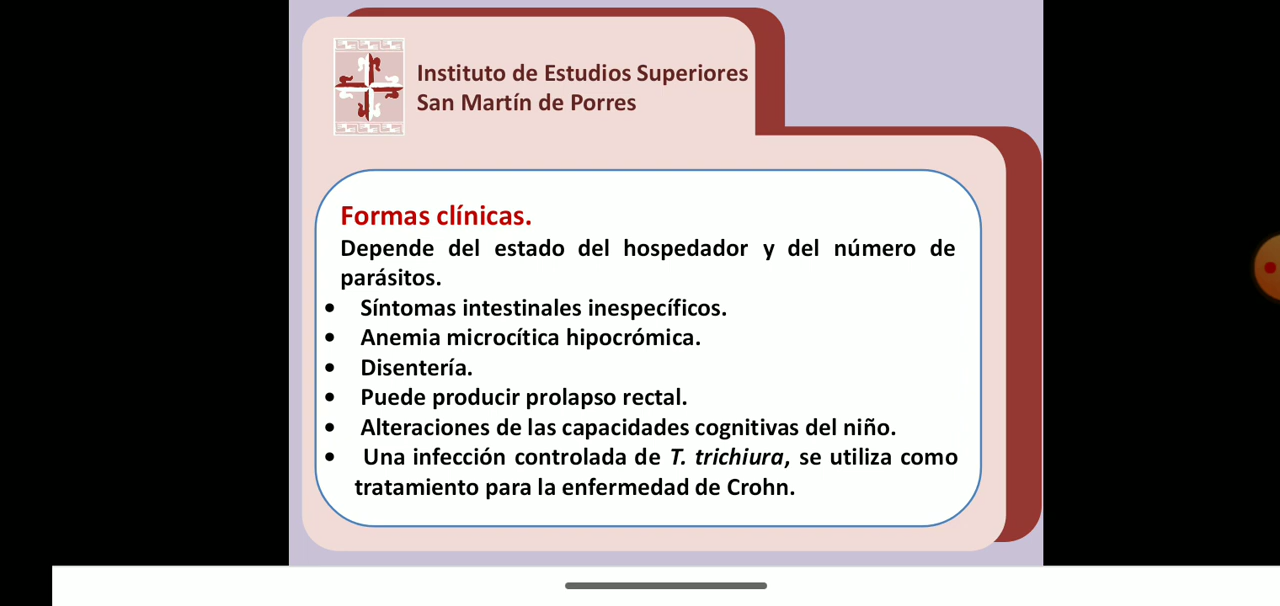 Instituto de Estudios Superiores
San Martín de Porres
Formas clínicas.
Depende del estado del hospedador y del número de
parásitos.
• Síntomas intestinales inespecíficos.
• Anemia microcítica hipocrómica.
• Disentería.
• Puede producir prolapso rectal.
• Alteraciones de las capacidades cognitivas del niño.
• Una infección controlada de T. trichiura, se utiliza como
tratamiento para la enfermedad de Crohn.